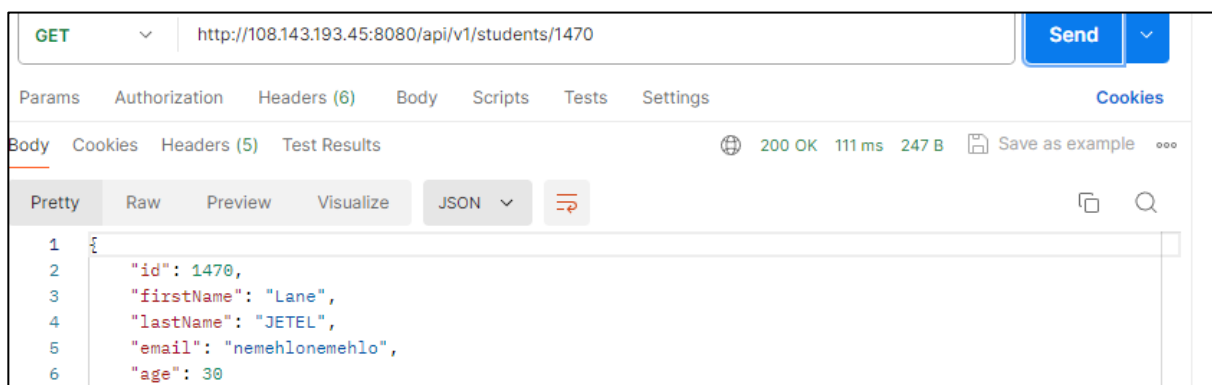 GET http://108.143.193.45:8080/api/v1/students/1470 Send
Params Authorization Headers (6) Body Scripts Tests Settings Cookies
Body Cookies Headers (5) Test Results 200 OK 111 ms 247 B Save as example
Pretty Raw Preview Visualize JSON
1 {
2 "id": 1470,
3 "firstName": "Lane",
4 "lastName": "JETEL",
5 "email": "nemehlonemehlo",
6 "age": 30